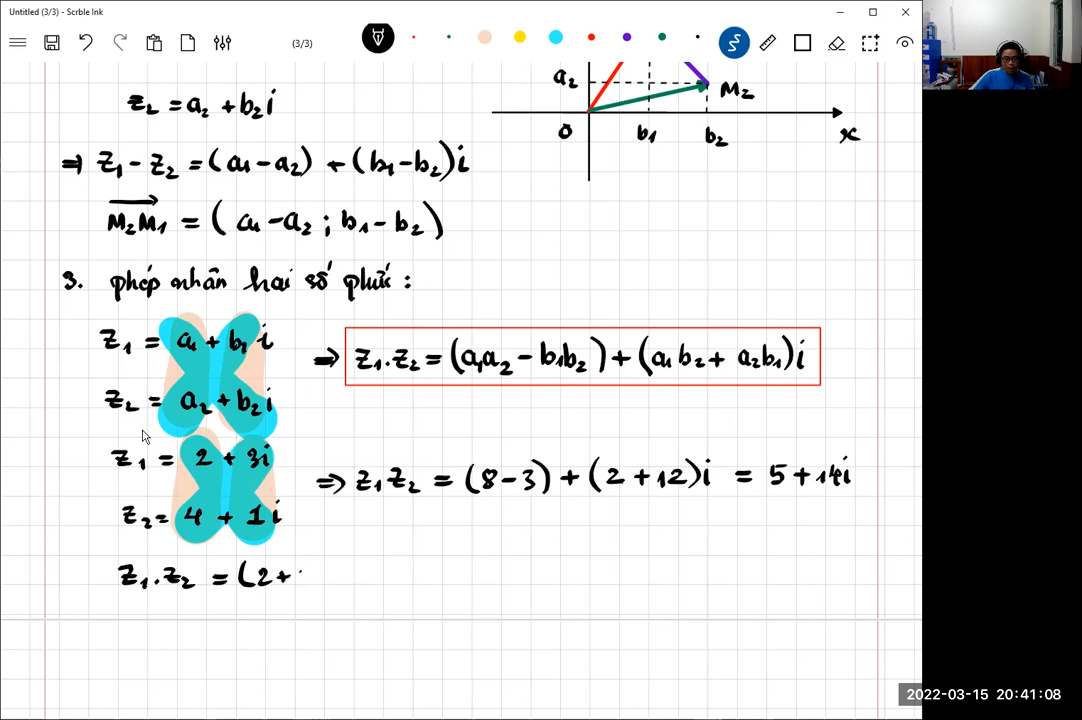 Untitled (3/3) - Scrble Ink
(3/3)
z₂ = a₂ + b₂i
a₂
M₂
O
b₁
b₂
x
⇒ z₁ - z₂ = (a₁ - a₂) + (b₁ - b₂)i
M₂M₁ = (a₁ - a₂ ; b₁ - b₂)
3. phép nhân hai số phức :
z₁ = a₁ + b₁i
⇒ z₁.z₂ = (a₁a₂ - b₁b₂) + (a₁b₂ + a₂b₁)i
z₂ = a₂ + b₂i
z₁ = 2 + 3i
⇒ z₁z₂ = (8 - 3) + (2 + 12)i = 5 + 14i
z₂ = 4 + 1i
z₁.z₂ = (2 +
2022-03-15 20:41:08